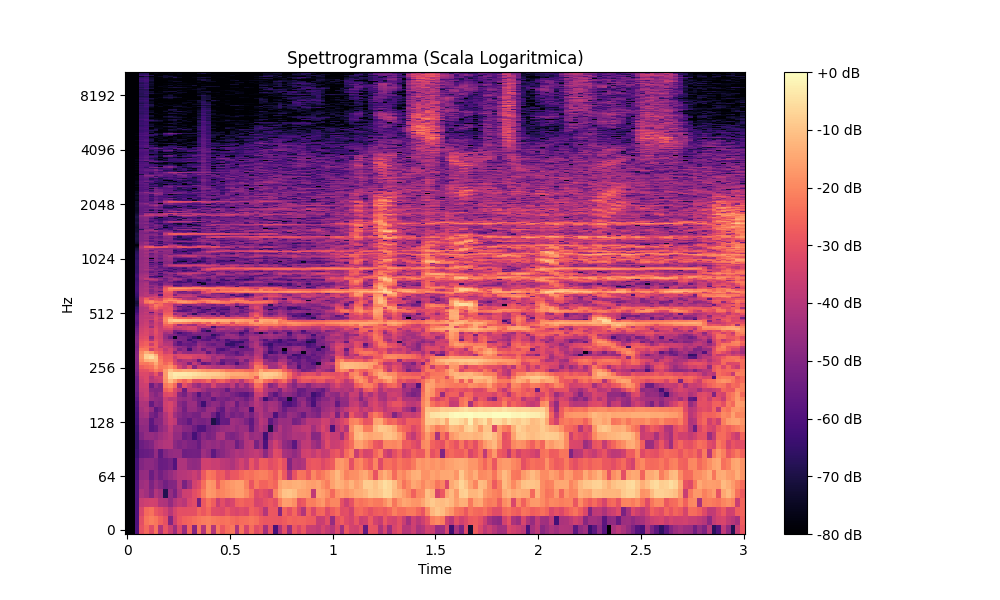 Spettrogramma (Scala Logaritmica)
8192
4096
2048
1024
512
256
128
64
0
Hz
0
0.5
1
1.5
2
2.5
3
Time
+0 dB
-10 dB
-20 dB
-30 dB
-40 dB
-50 dB
-60 dB
-70 dB
-80 dB